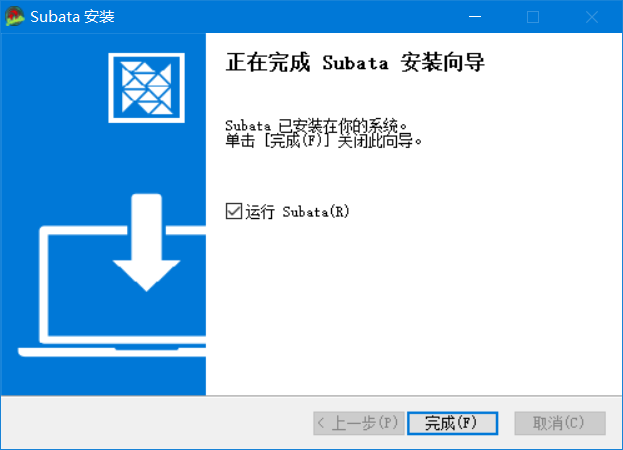 Subata 安装
正在完成 Subata 安装向导
Subata 已安装在你的系统。
单击 [完成(F)] 关闭此向导。
运行 Subata(R)
< 上一步(P)
完成(F)
取消(C)